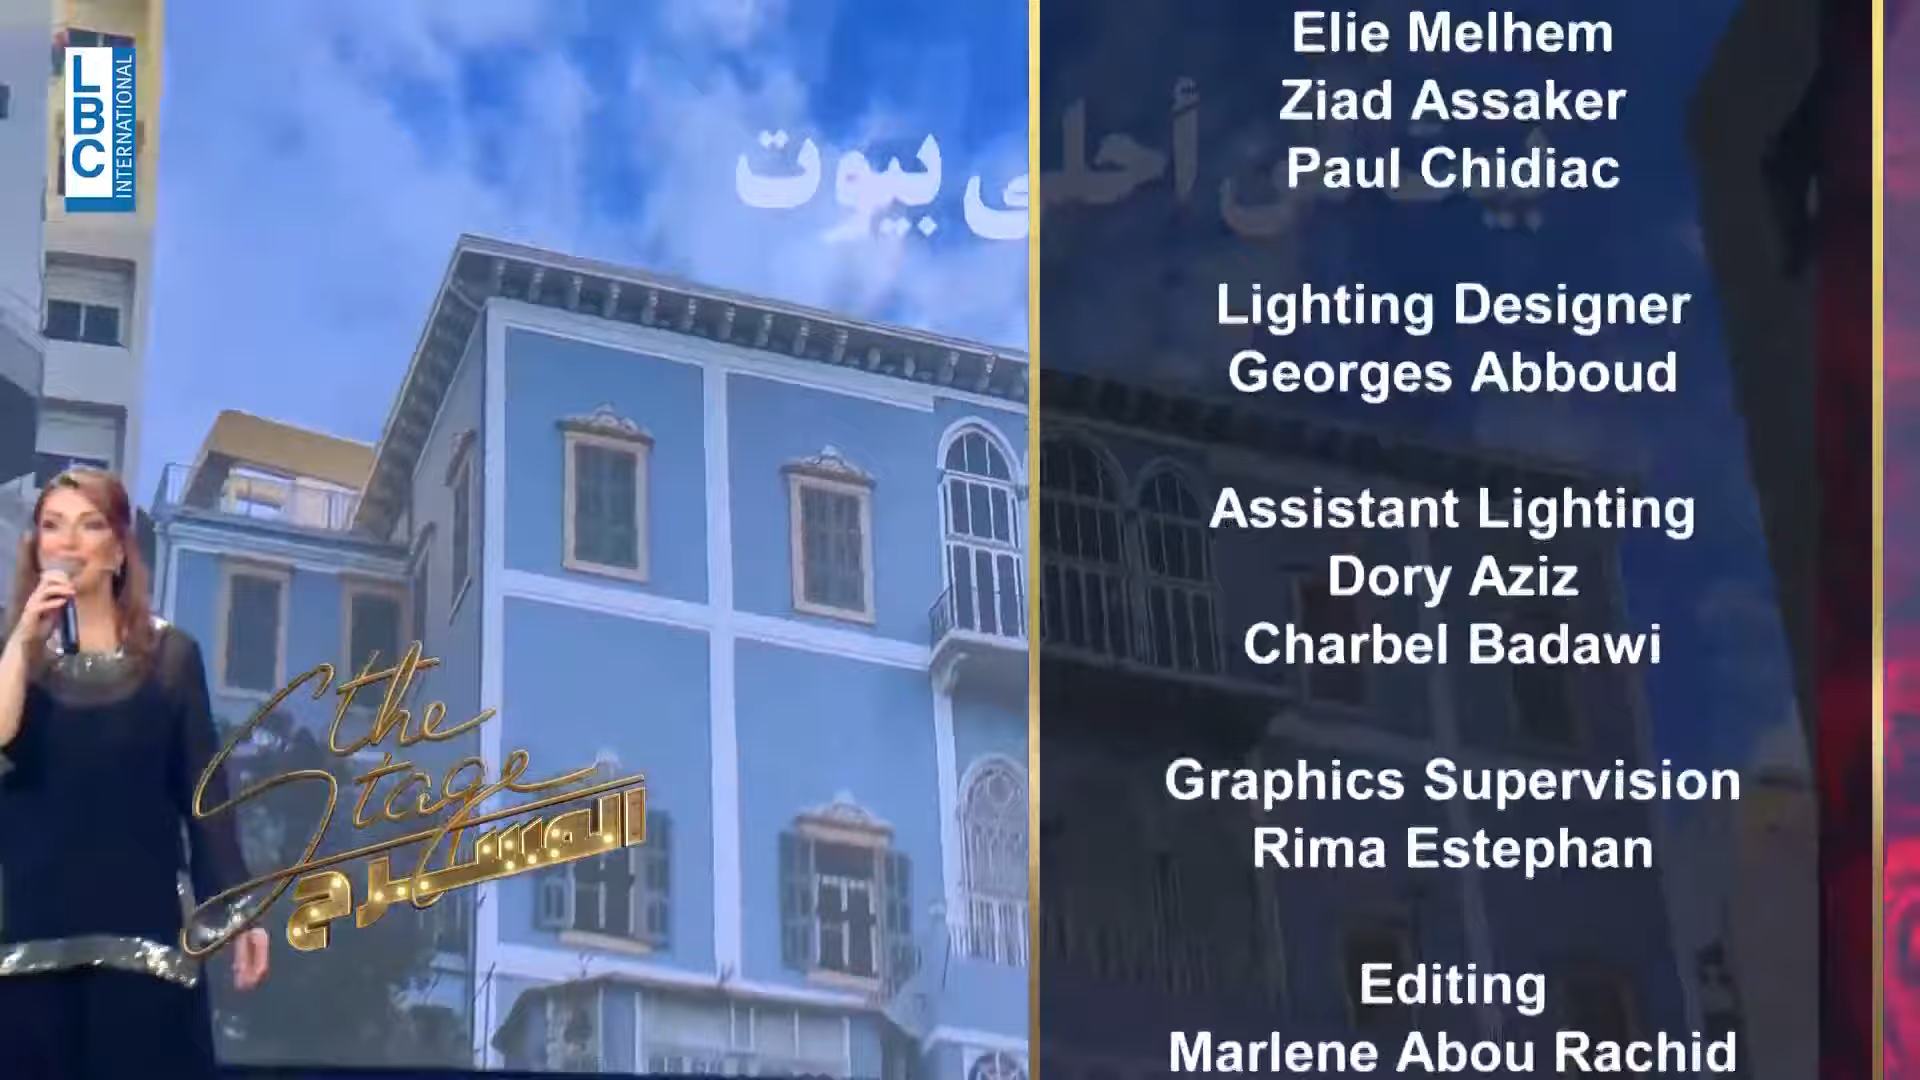 LBC
INTERNATIONAL
أحلى بيوت
the
Stage
المسرح
Elie Melhem
Ziad Assaker
Paul Chidiac
Lighting Designer
Georges Abboud
Assistant Lighting
Dory Aziz
Charbel Badawi
Graphics Supervision
Rima Estephan
Editing
Marlene Abou Rachid